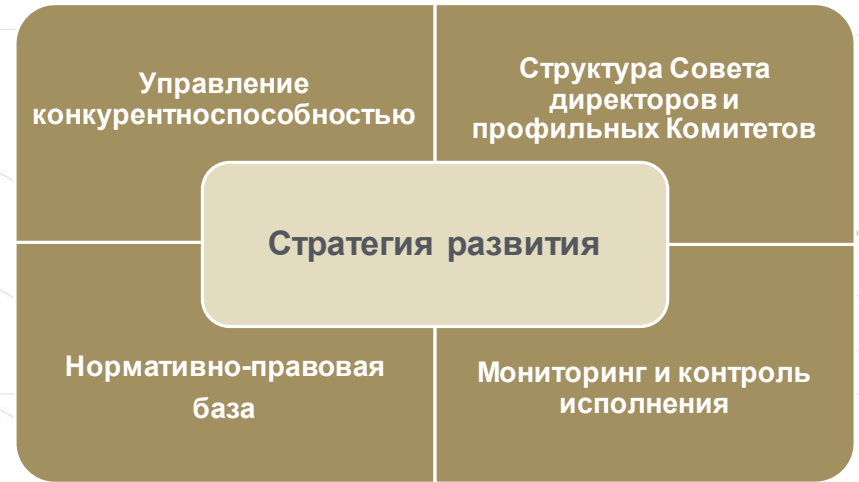 Управление
конкурентноспособностью
Структура Совета
директоров и
профильных Комитетов
Стратегия развития
Нормативно-правовая
база
Мониторинг и контроль
исполнения